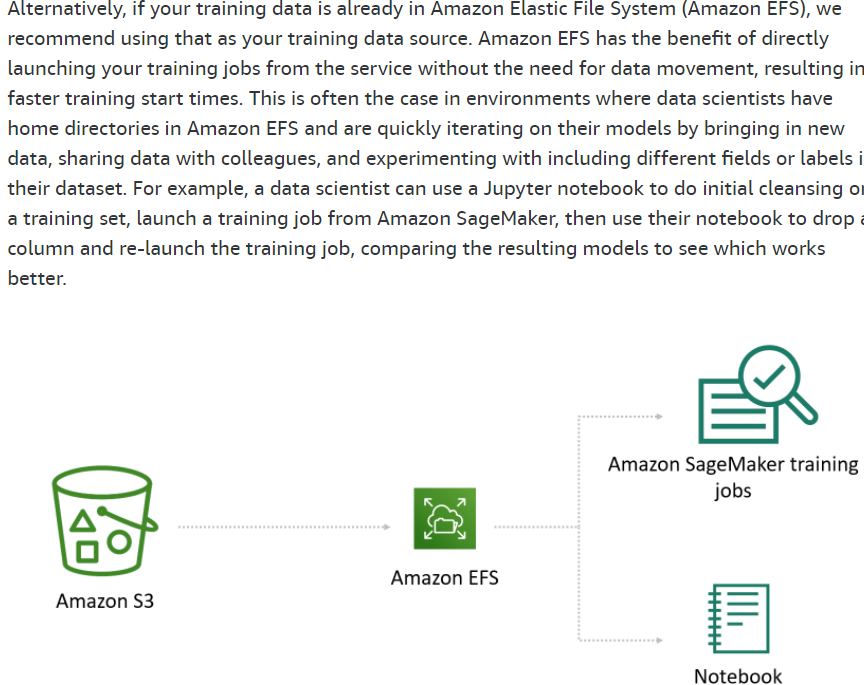 Alternatively, if your training data is already in Amazon Elastic File System (Amazon EFS), we
recommend using that as your training data source. Amazon EFS has the benefit of directly
launching your training jobs from the service without the need for data movement, resulting in
faster training start times. This is often the case in environments where data scientists have
home directories in Amazon EFS and are quickly iterating on their models by bringing in new
data, sharing data with colleagues, and experimenting with including different fields or labels i
their dataset. For example, a data scientist can use a Jupyter notebook to do initial cleansing o
a training set, launch a training job from Amazon SageMaker, then use their notebook to drop a
column and re-launch the training job, comparing the resulting models to see which works
better.
Amazon SageMaker training
jobs
Amazon EFS
Amazon S3
Notebook